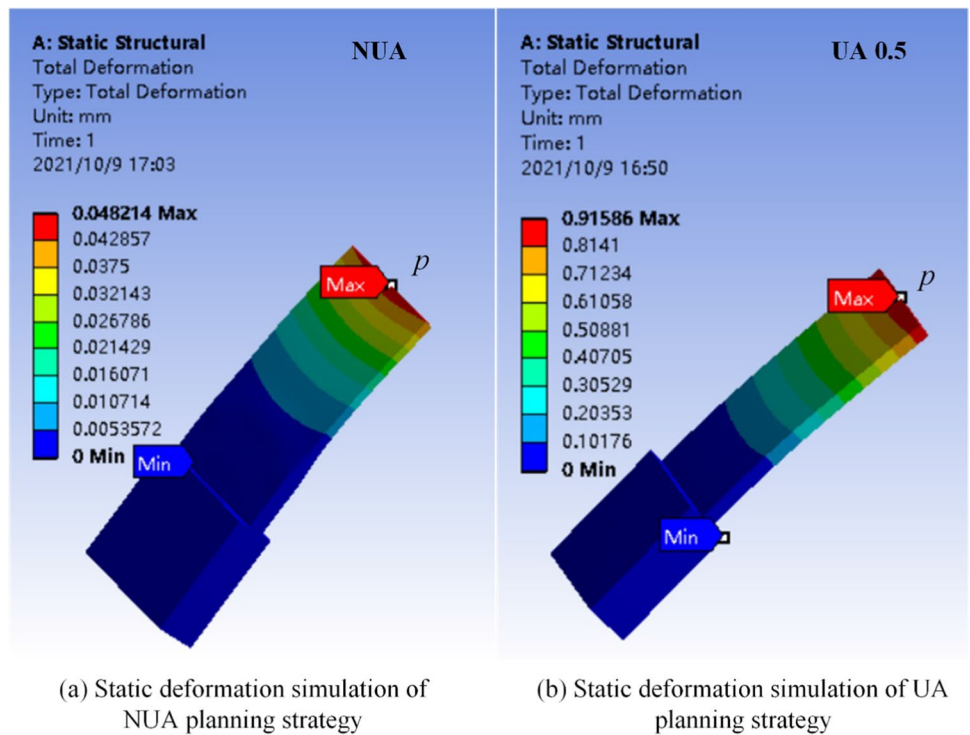 A: Static Structural
NUA
Total Deformation
Type: Total Deformation
Unit: mm
Time: 1
2021/10/9 17:03
0.048214 Max
0.042857
0.0375
0.032143
0.026786
0.021429
0.016071
0.010714
0.0053572
0 Min
Max
p
Min
A: Static Structural
UA 0.5
Total Deformation
Type: Total Deformation
Unit: mm
Time: 1
2021/10/9 16:50
0.91586 Max
0.8141
0.71234
0.61058
0.50881
0.40705
0.30529
0.20353
0.10176
0 Min
Max
p
Min
(a) Static deformation simulation of
NUA planning strategy
(b) Static deformation simulation of UA
planning strategy